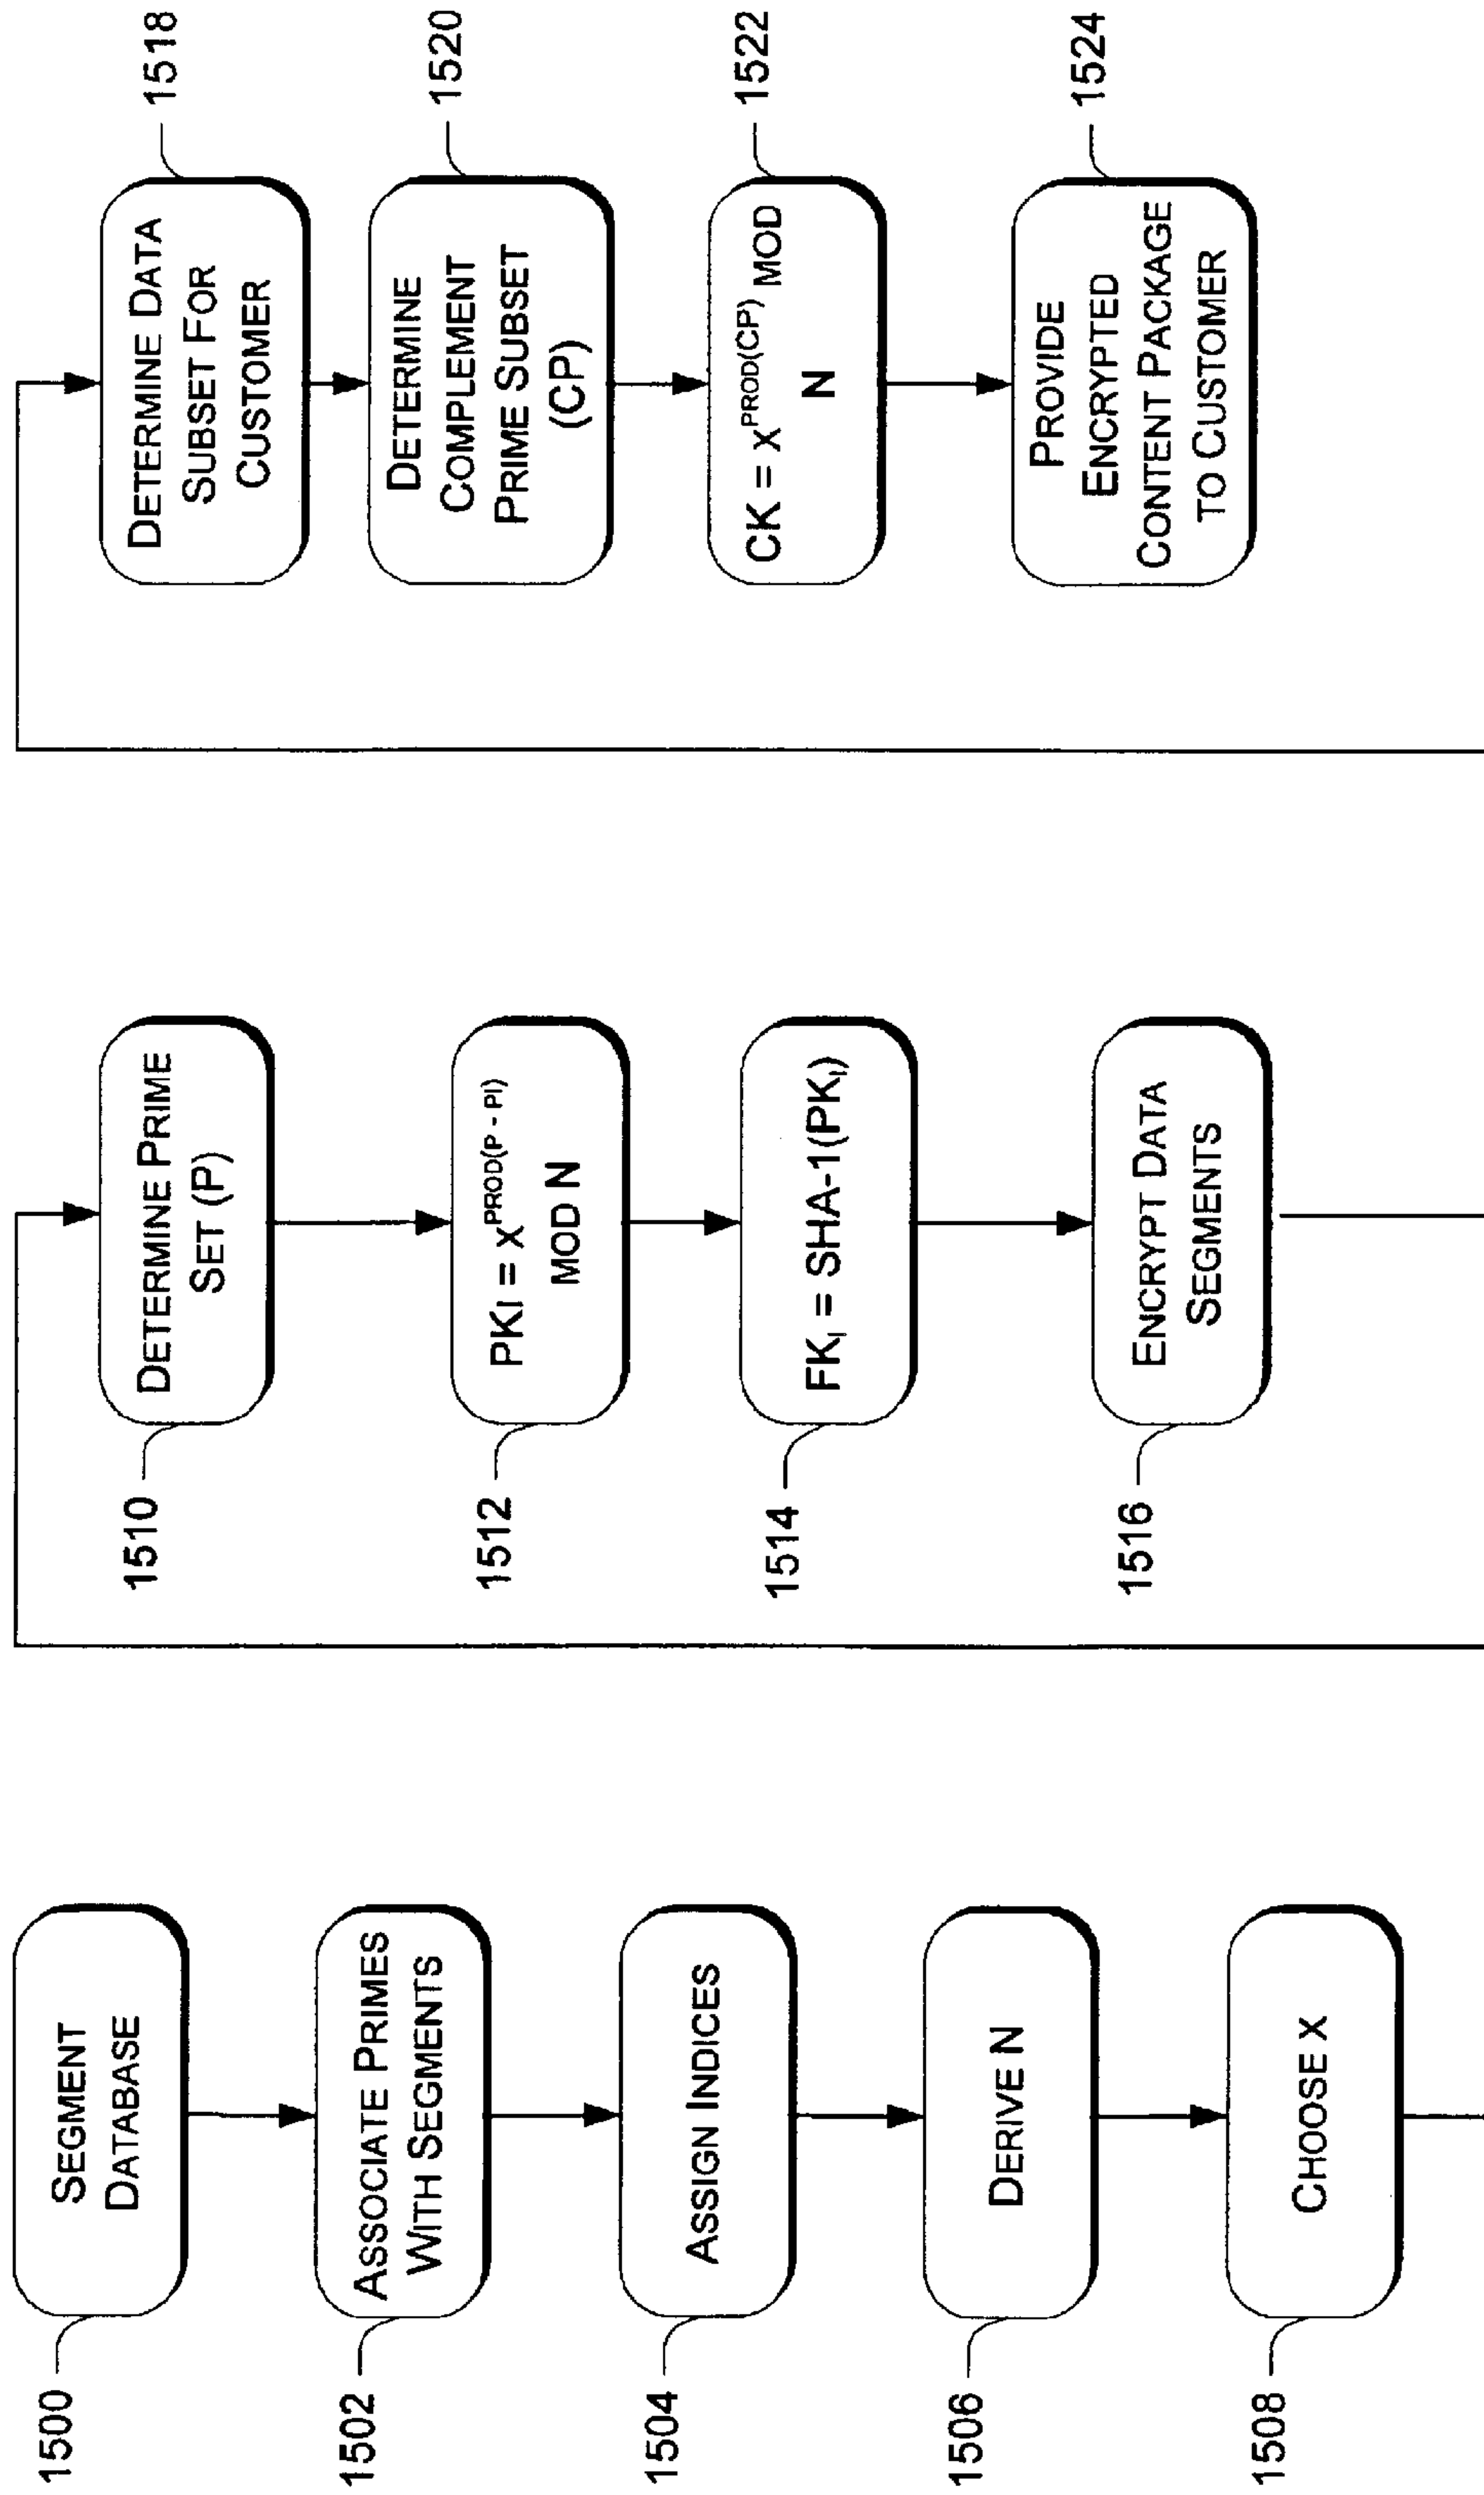 1500
SEGMENT
DATABASE
1502
ASSOCIATE PRIMES
WITH SEGMENTS
1504
ASSIGN INDICES
1506
DERIVE N
1508
CHOOSE X
1510
DETERMINE PRIME
SET (P)
1512
PKI = X^PROD(P - PI)
MOD N
1514
FK_I = SHA-1(PK_I)
1516
ENCRYPT DATA
SEGMENTS
DETERMINE DATA
SUBSET FOR
CUSTOMER
1518
DETERMINE
COMPLEMENT
PRIME SUBSET
(CP)
1520
CK = X^PROD(CP) MOD
N
1522
PROVIDE
ENCRYPTED
CONTENT PACKAGE
TO CUSTOMER
1524